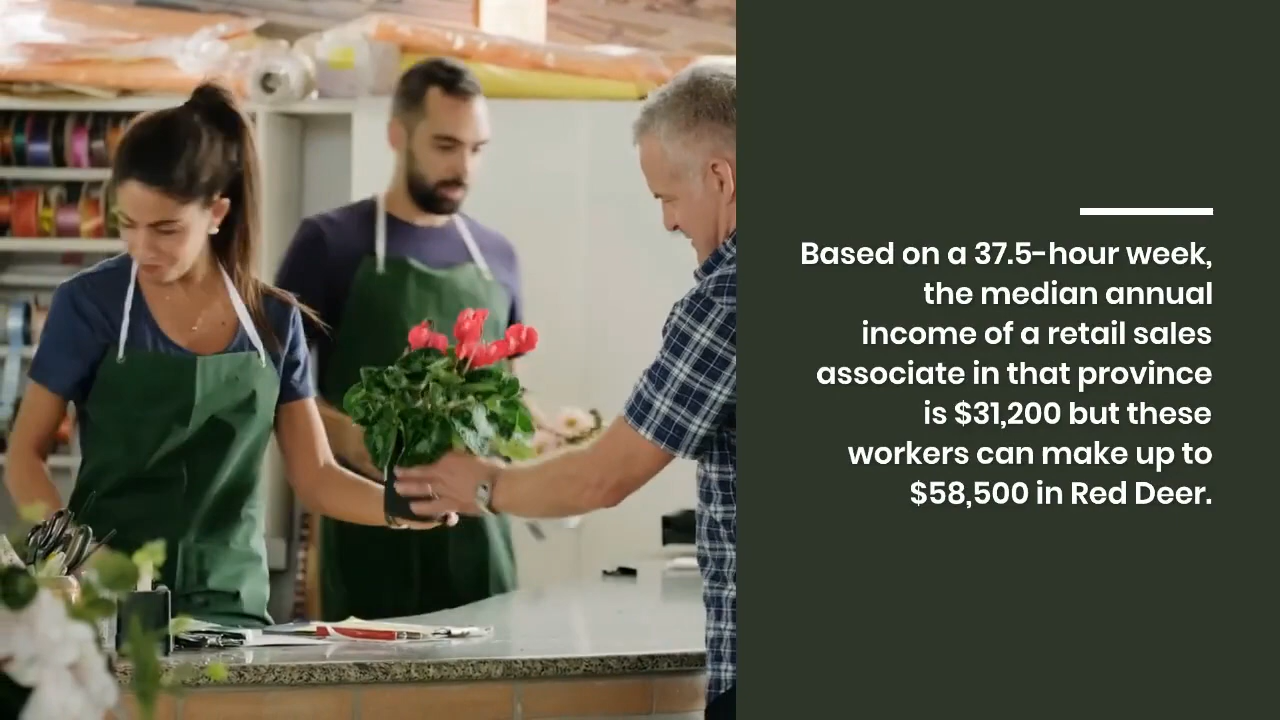 Based on a 37.5-hour week,
the median annual
income of a retail sales
associate in that province
is $31,200 but these
workers can make up to
$58,500 in Red Deer.